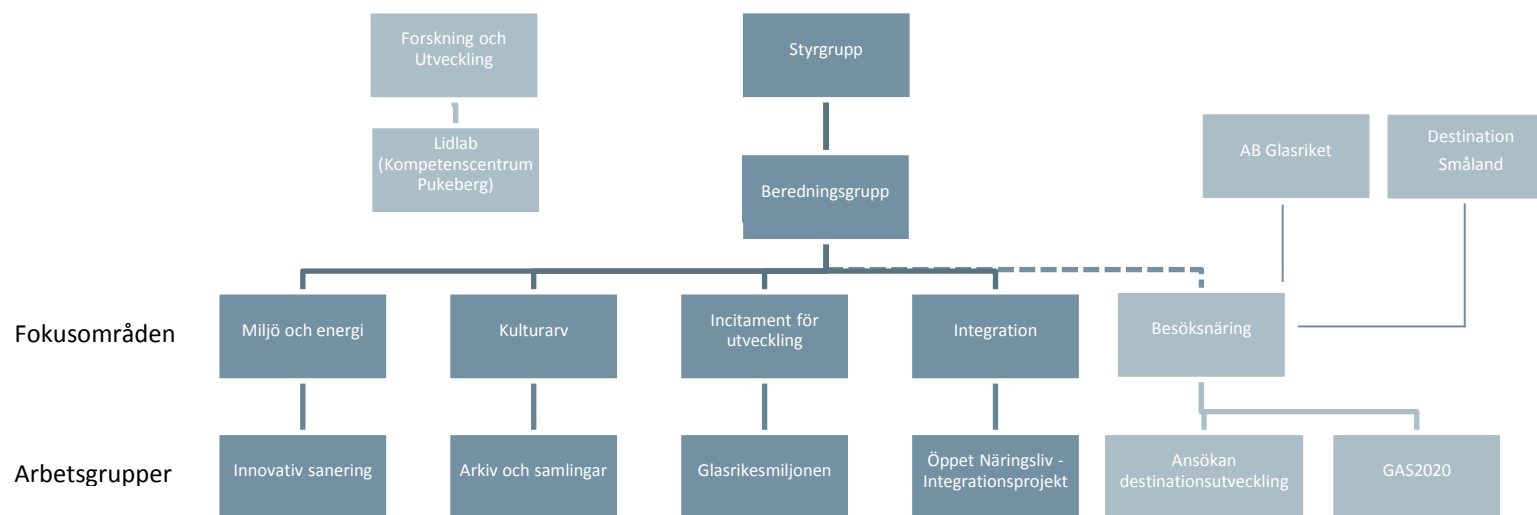 Forskning och
Utveckling
Styrgrupp
Lidlab
(Kompetenscentrum
Pukeberg)
AB Glasriket
Destination
Småland
Beredningsgrupp
Fokusområden
Miljö och energi
Kulturarv
Incitament för
utveckling
Integration
Besöksnäring
Arbetsgrupper
Innovativ sanering
Arkiv och samlingar
Glasrikesmiljonen
Öppet Näringsliv -
Integrationsprojekt
Ansökan
destinationsutveckling
GAS2020